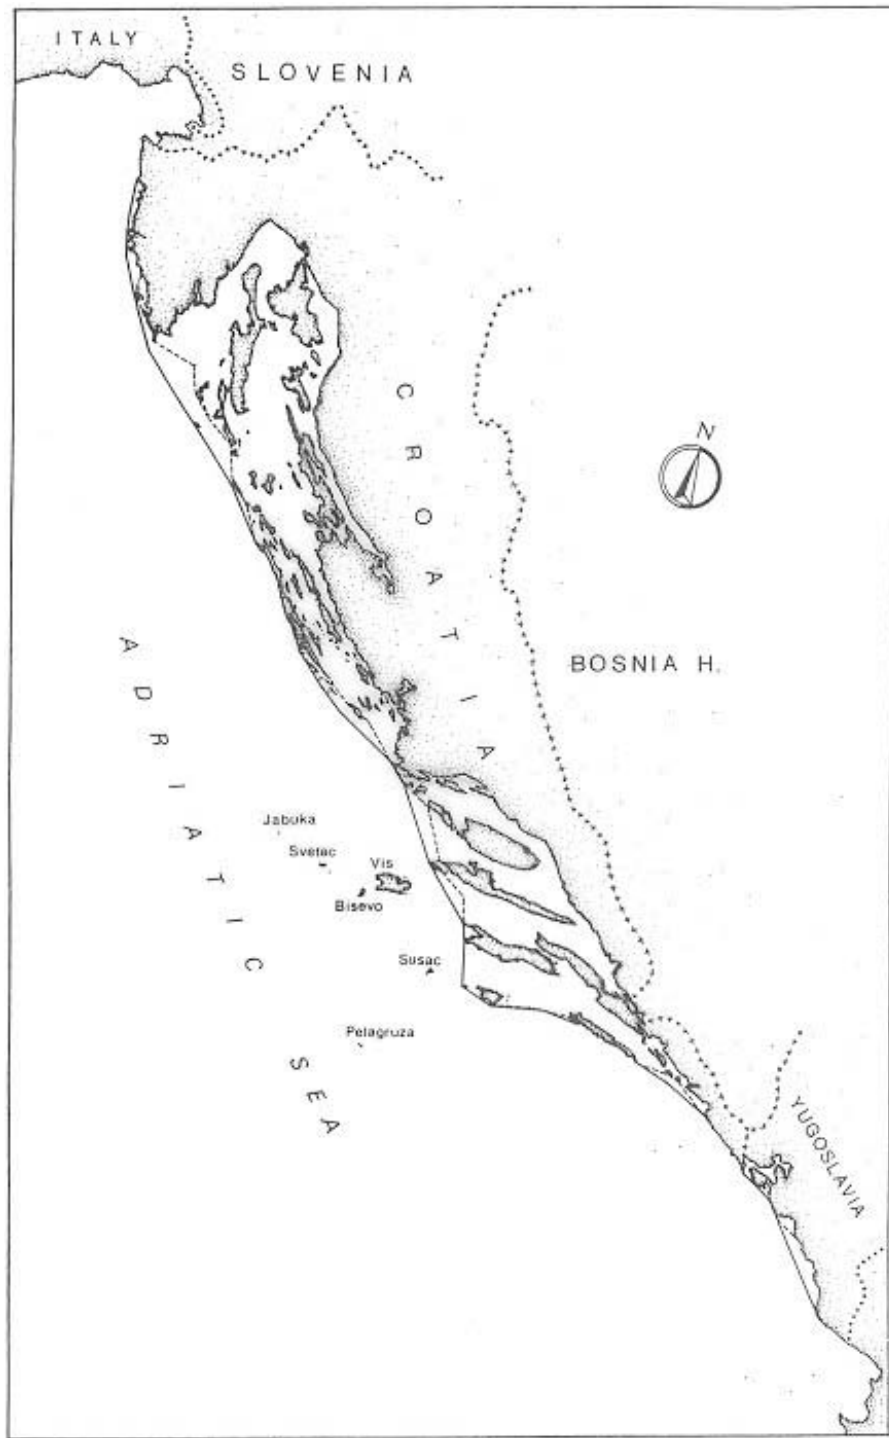 ITALY
SLOVENIA
CROATIA
N
BOSNIA H.
ADRIATIC SEA
Jabuka
Svetac
Vis
Bisevo
Susac
Pelagruza
YUGOSLAVIA